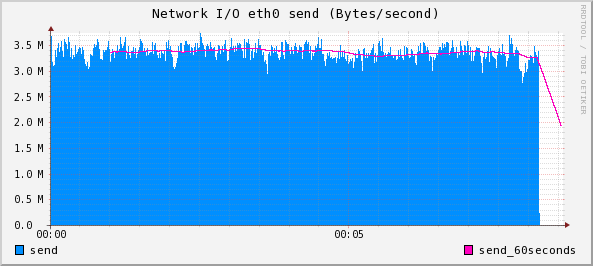 Network I/O eth0 send (Bytes/second)
3.5 M
3.0 M
2.5 M
2.0 M
1.5 M
1.0 M
0.5 M
0.0
00:00 00:05
send send_60seconds
RRDTOOL / TOBI OETIKER